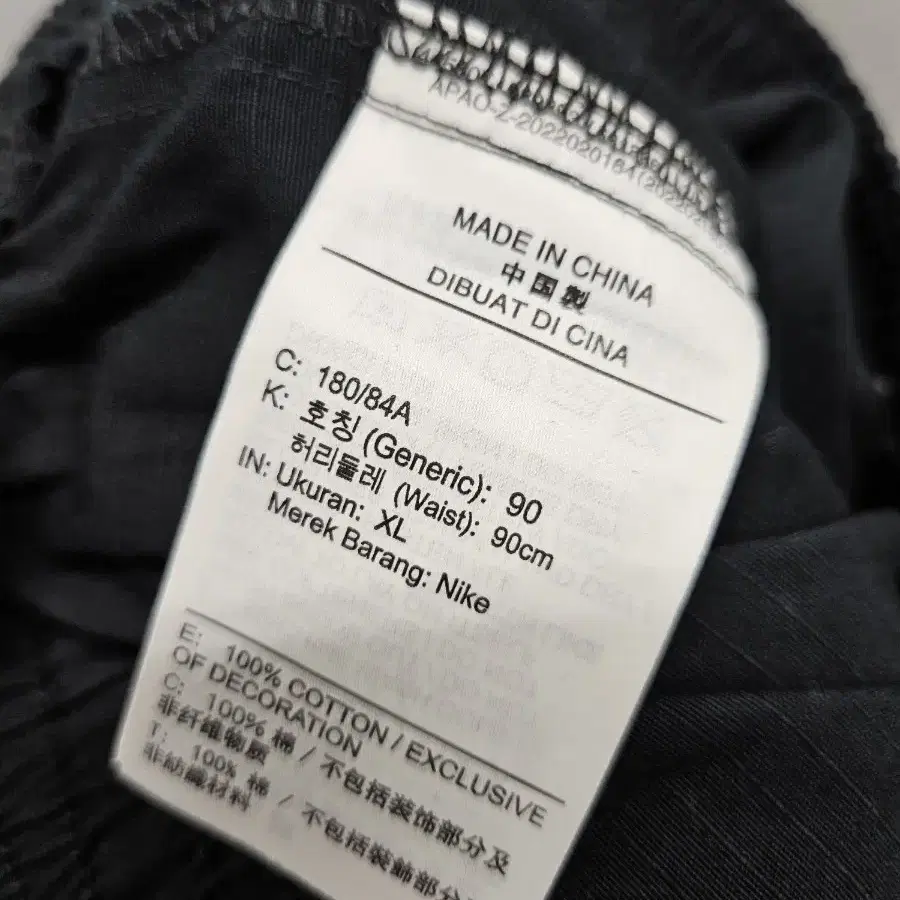 MADE IN CHINA
中国製
DIBUAT DI CINA
C: 180/84A
K: 호칭 (Generic): 90
허리둘레 (Waist): 90cm
IN: Ukuran: XL
Merek Barang: Nike
E: 100% COTTON / EXCLUSIVE
OF DECORATION
C: 100% 棉 / 不包括装饰部分及
非纤维物质
T: 100% 棉 / 不包括裝飾部分
非紡織材料